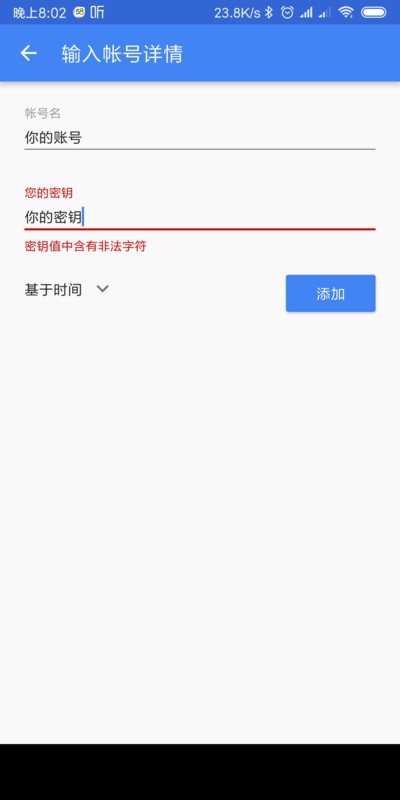 晚上8:02 58 听 23.8K/s
输入帐号详情
帐号名
你的账号
您的密钥
你的密钥
密钥值中含有非法字符
基于时间
添加